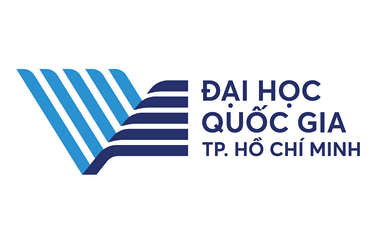 ĐẠI HỌC
QUỐC GIA
TP. HỒ CHÍ MINH